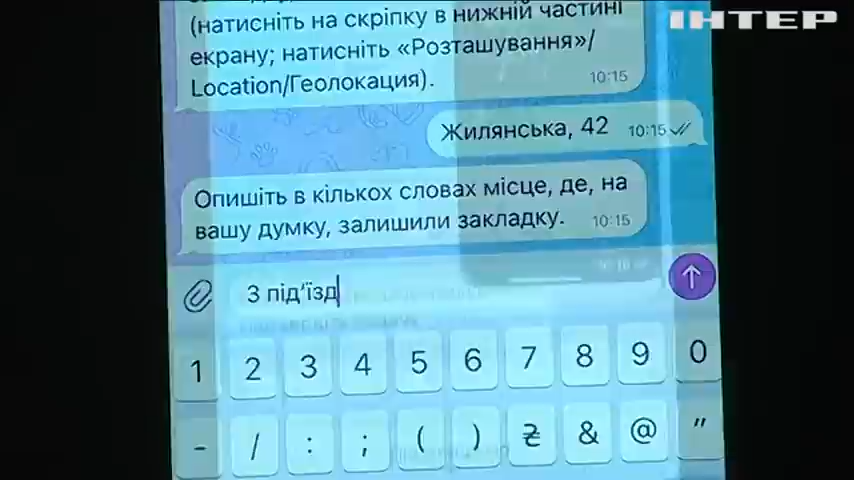 ІНТЕР
(натисніть на скріпку в нижній частині
екрану; натисніть «Розташування»/
Location/Геолокация).
10:15
Жилянська, 42 10:15
Опишіть в кількох словах місце, де, на
вашу думку, залишили закладку.
10:15
3 під’їзд
1 2 3 4 5 6 7 8 9 0
- / : ; ( ) ₴ & @ "